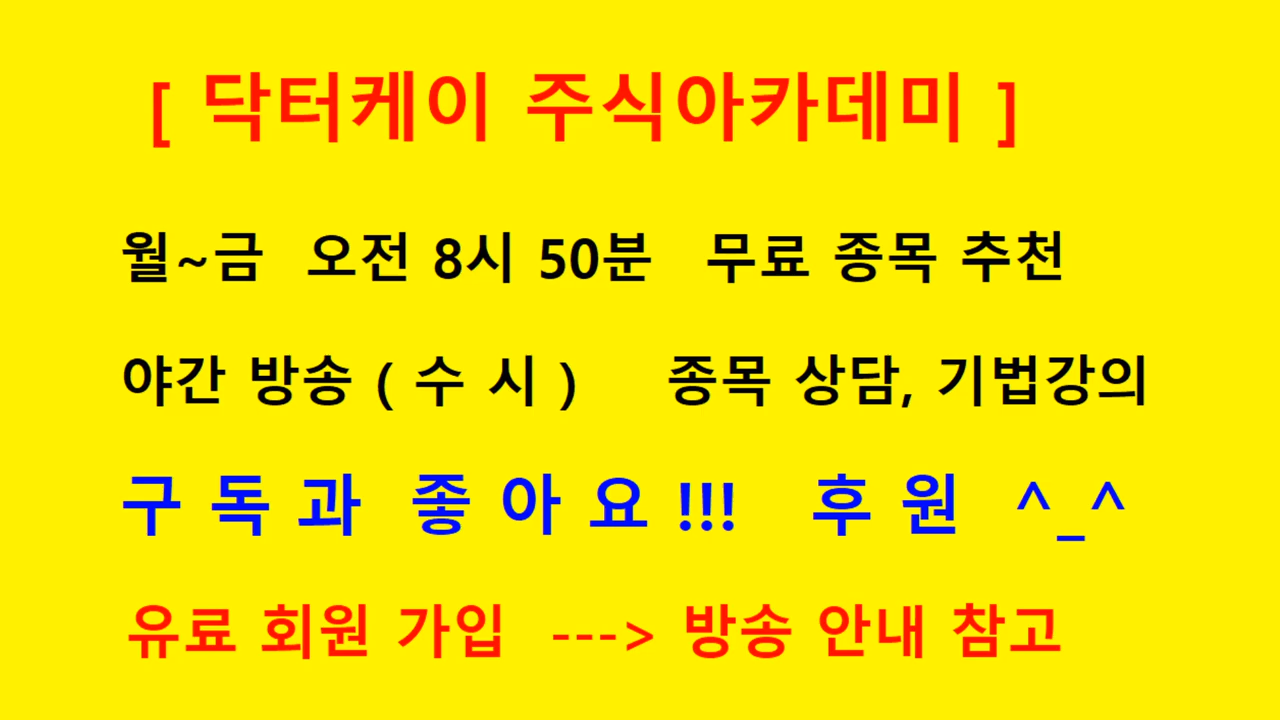 [ 닥터케이 주식아카데미 ]
월~금 오전 8시 50분 무료 종목 추천
야간 방송 ( 수 시 ) 종목 상담, 기법강의
구 독 과 좋 아 요 !!! 후 원 ^_^
유료 회원 가입 ---> 방송 안내 참고